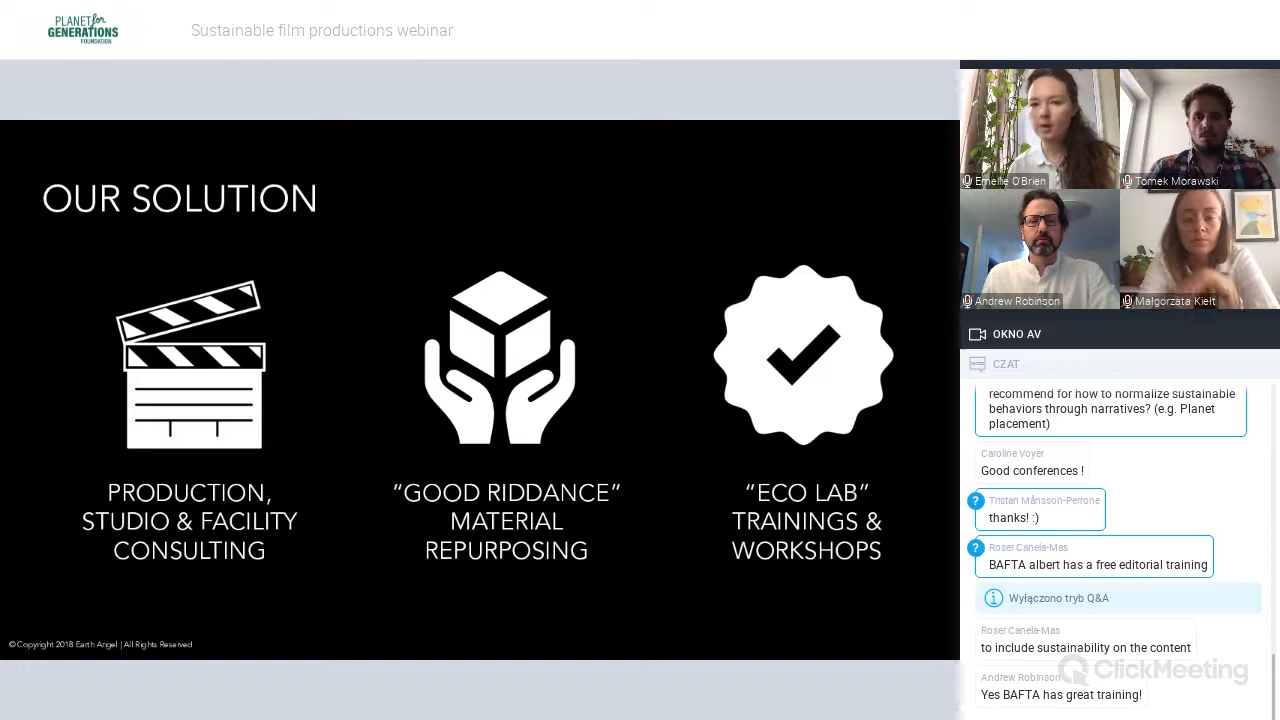 PLANET for
GENERATIONS
FOUNDATION
Sustainable film productions webinar
OUR SOLUTION
PRODUCTION,
STUDIO & FACILITY
CONSULTING
“GOOD RIDDANCE”
MATERIAL
REPURPOSING
“ECO LAB”
TRAININGS &
WORKSHOPS
© Copyright 2018 Earth Angel | All Rights Reserved
Emellie O'Brien
Tomek Morawski
Andrew Robinson
Małgorzata Kiełt
OKNO AV
CZAT
recommend for how to normalize sustainable
behaviors through narratives? (e.g. Planet
placement)
Caroline Voyer
Good conferences !
?
Tristan Månsson-Perrone
thanks! :)
?
Roser Canela-Mas
BAFTA albert has a free editorial training
Wyłączono tryb Q&A
Roser Canela-Mas
to include sustainability on the content
Andrew Robinson
Yes BAFTA has great training!
ClickMeeting